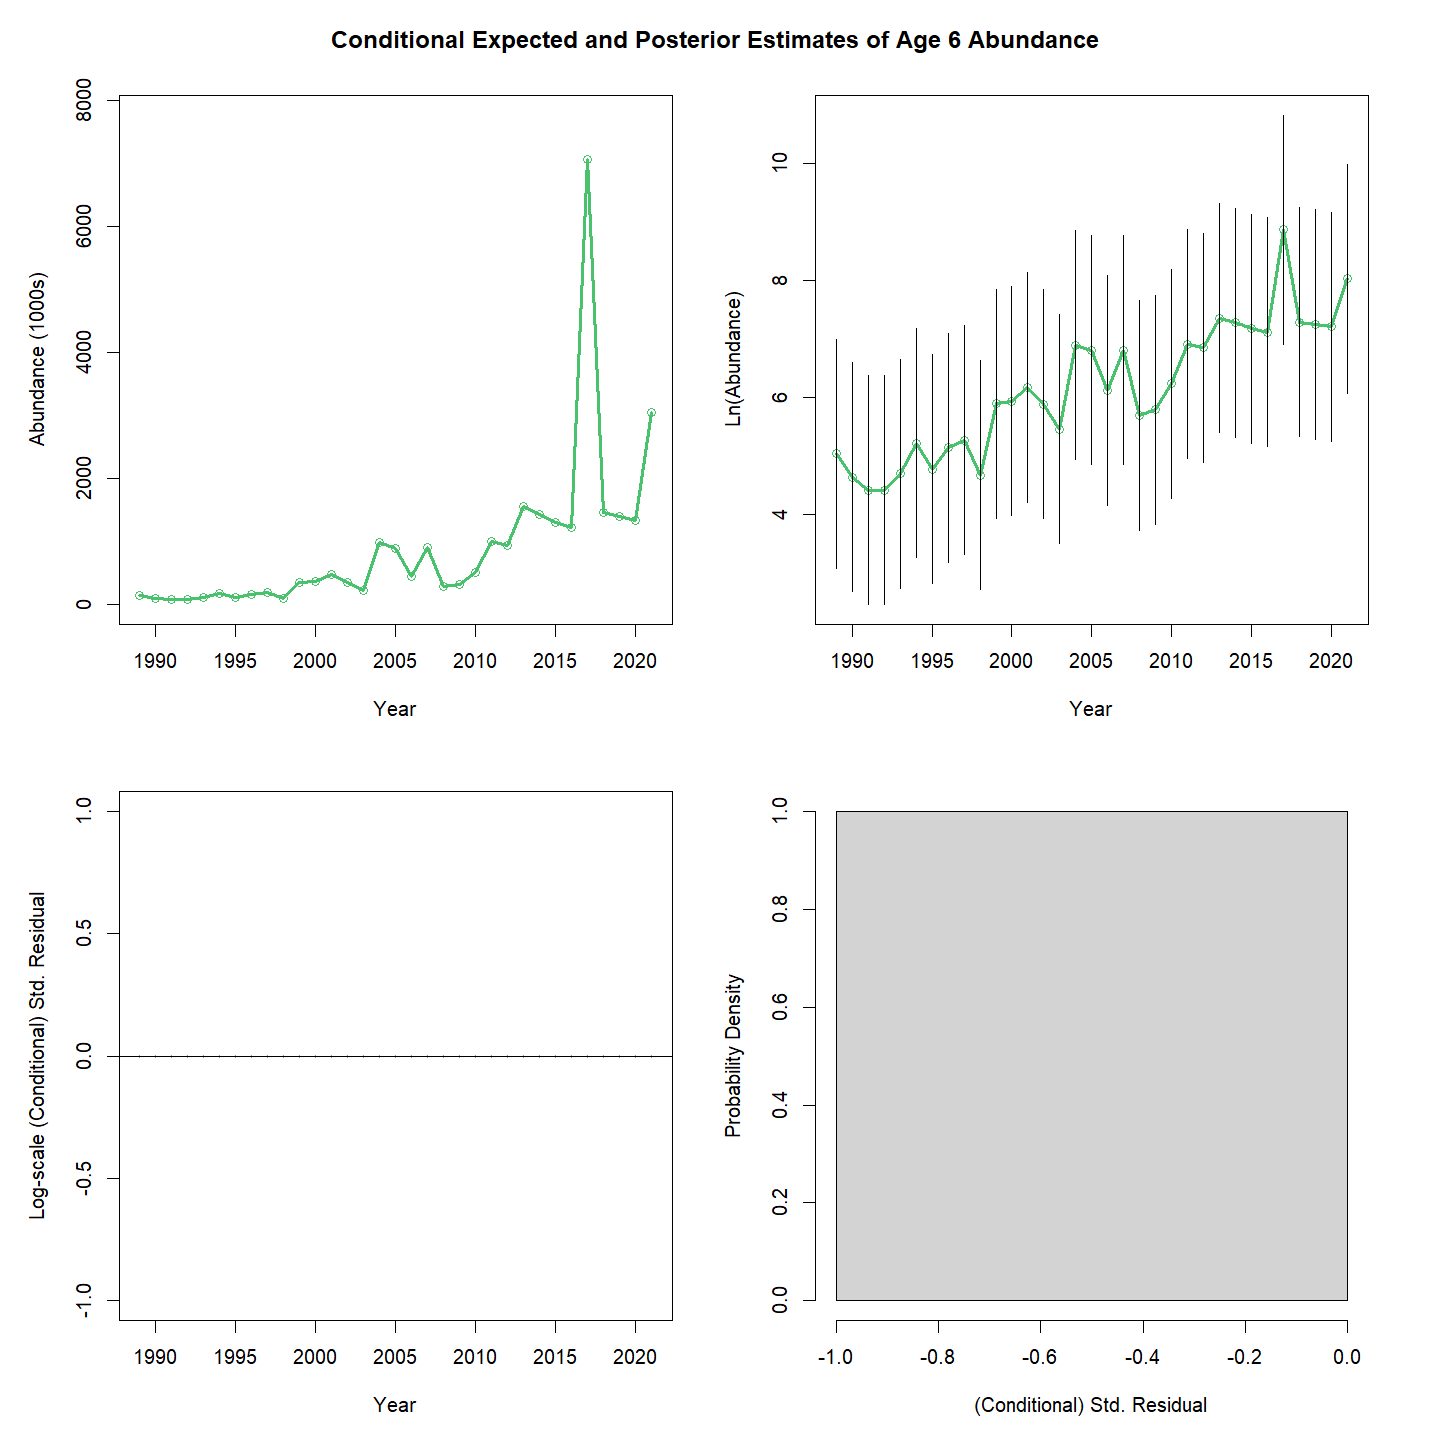 Conditional Expected and Posterior Estimates of Age 6 Abundance
Abundance (1000s)
8000
6000
4000
2000
0
1990 1995 2000 2005 2010 2015 2020
Year
Ln(Abundance)
10
8
6
4
1990 1995 2000 2005 2010 2015 2020
Year
Log-scale (Conditional) Std. Residual
1.0
0.5
0.0
-0.5
-1.0
1990 1995 2000 2005 2010 2015 2020
Year
Probability Density
1.0
0.8
0.6
0.4
0.2
0.0
-1.0 -0.8 -0.6 -0.4 -0.2 0.0
(Conditional) Std. Residual